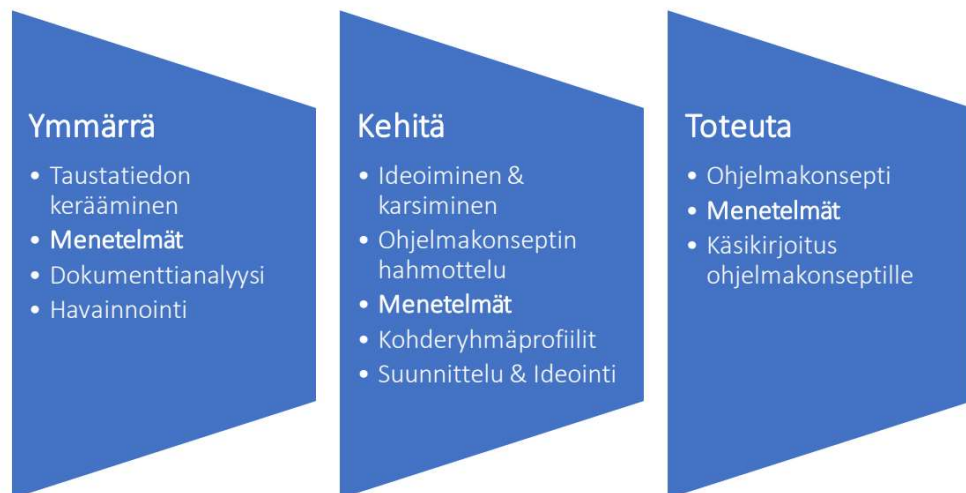 Ymmärrä
• Taustatiedon
kerääminen
• Menetelmät
• Dokumenttianalyysi
• Havainnointi
Kehitä
• Ideoiminen &
karsiminen
• Ohjelmakonseptin
hahmottelu
• Menetelmät
• Kohderyhmäprofiilit
• Suunnittelu & Ideointi
Toteuta
• Ohjelmakonsepti
• Menetelmät
• Käsikirjoitus
ohjelmakonseptille